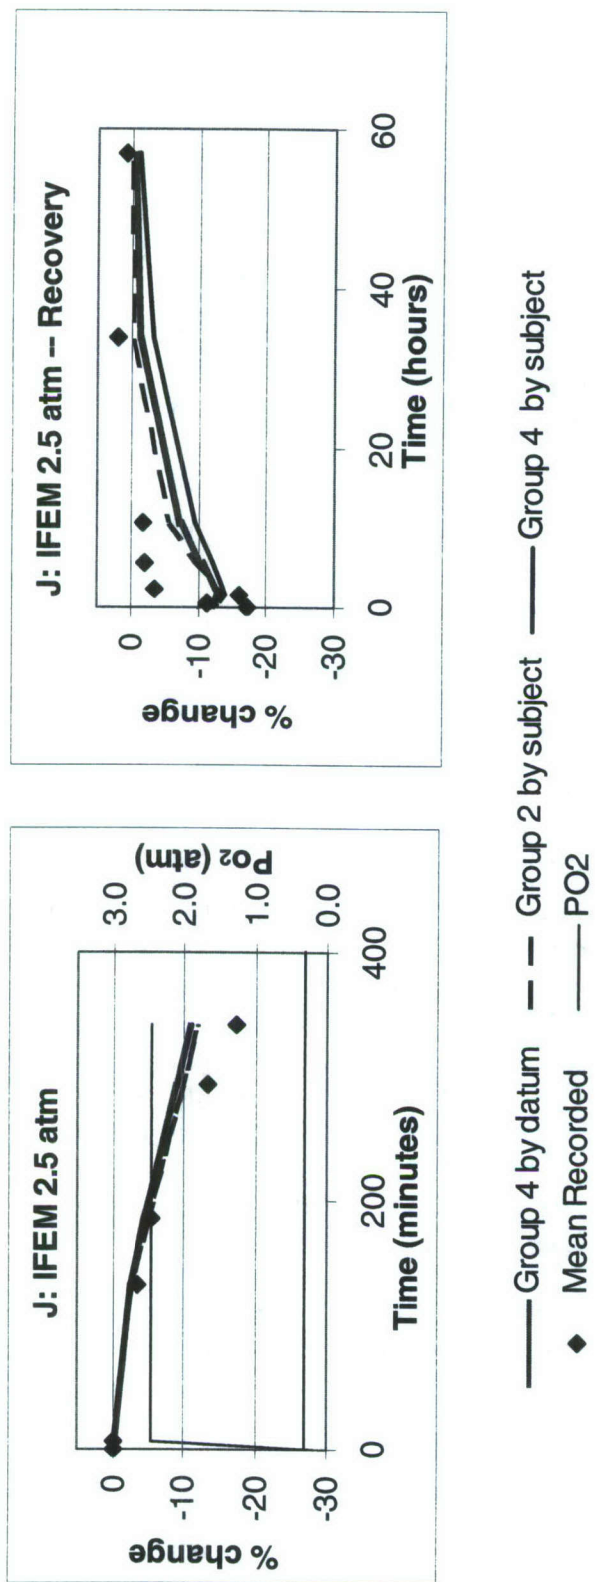 J: IFEM 2.5 atm
% change
0
-10
-20
-30
0
200
400
Time (minutes)
3.0
2.0
1.0
0.0
Po2 (atm)
J: IFEM 2.5 atm -- Recovery
% change
0
-10
-20
-30
0
20
40
60
Time (hours)
Group 4 by datum
Group 2 by subject
Group 4 by subject
Mean Recorded
PO2